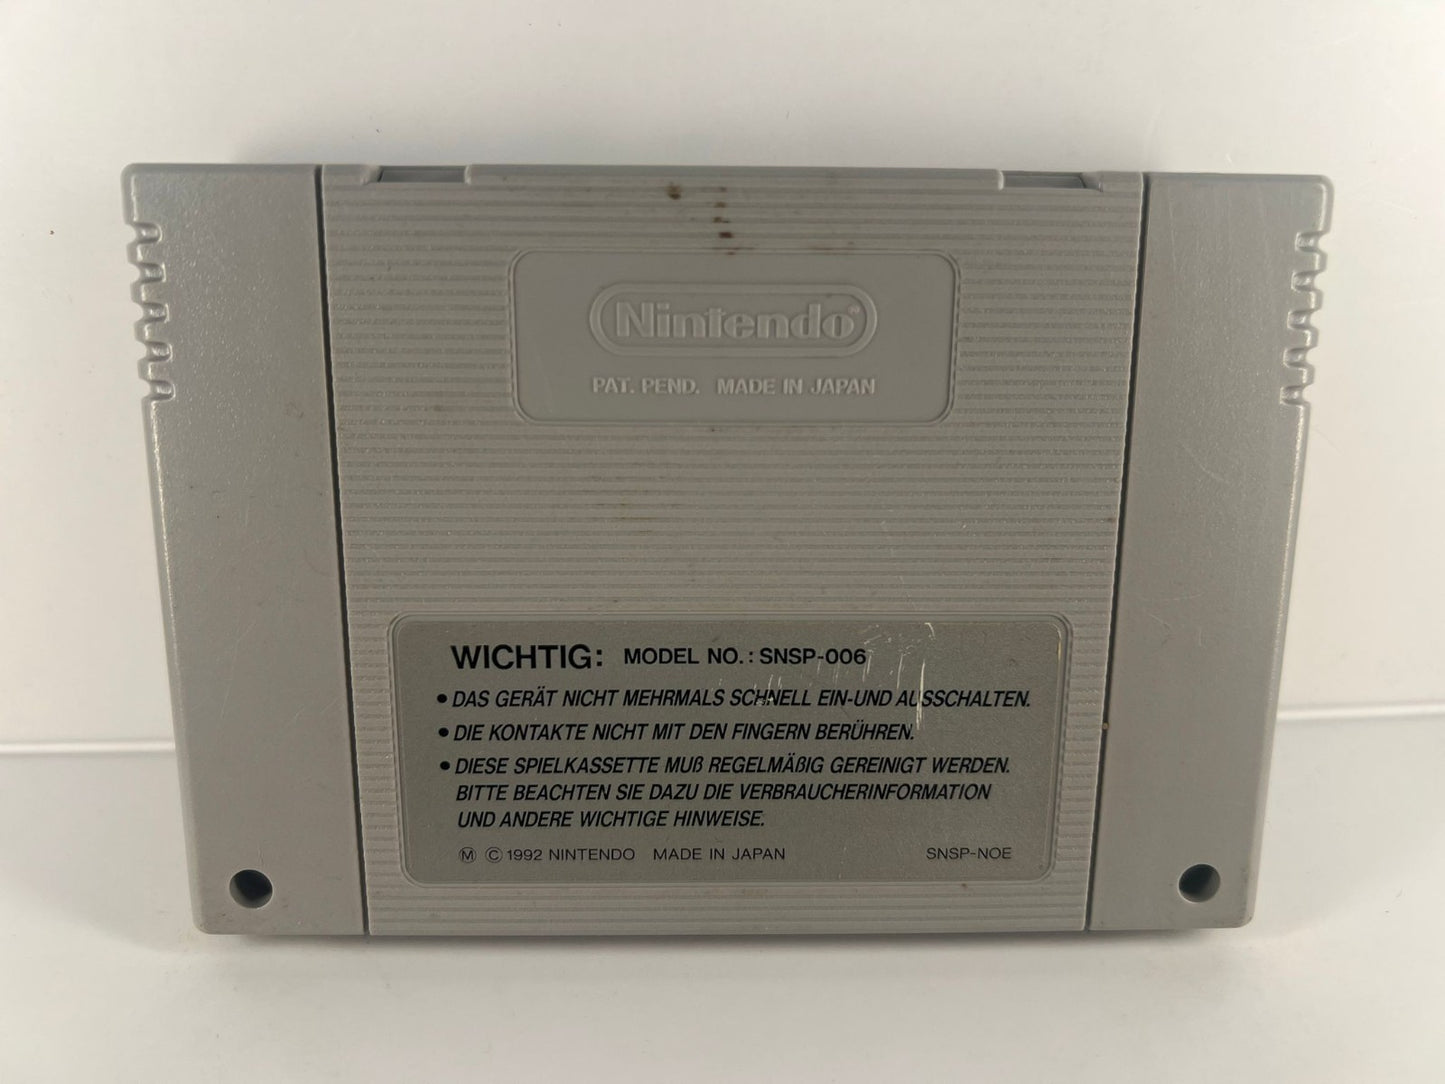 Nintendo®
PAT. PEND. MADE IN JAPAN
WICHTIG: MODEL NO.: SNSP-006
• DAS GERÄT NICHT MEHRMALS SCHNELL EIN-UND AUSSCHALTEN.
• DIE KONTAKTE NICHT MIT DEN FINGERN BERÜHREN.
• DIESE SPIELKASSETTE MUß REGELMÄßIG GEREINIGT WERDEN.
BITTE BEACHTEN SIE DAZU DIE VERBRAUCHERINFORMATION
UND ANDERE WICHTIGE HINWEISE.
Ⓜ © 1992 NINTENDO MADE IN JAPAN SNSP-NOE